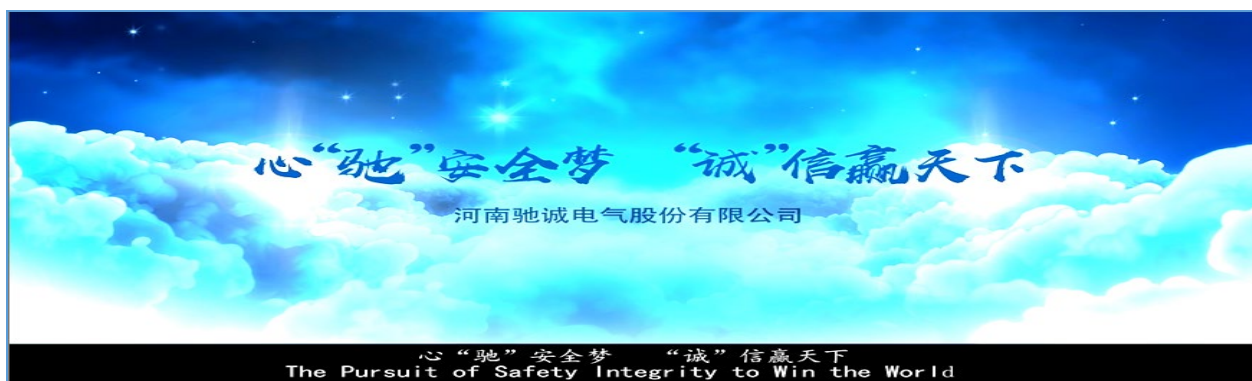 心“驰”安全梦 “诚”信赢天下
河南驰诚电气股份有限公司
心“驰”安全梦 “诚”信赢天下
The Pursuit of Safety Integrity to Win the World